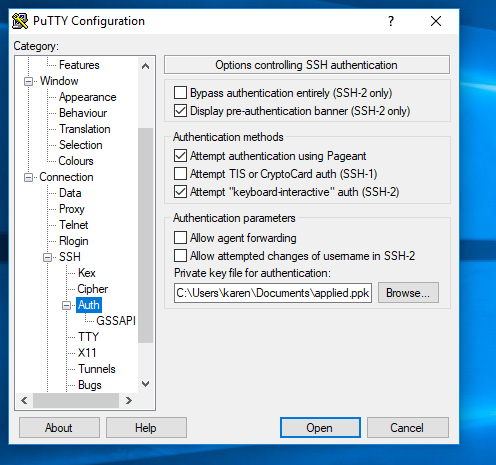 PuTTY Configuration
Category:
Features
Window
Appearance
Behaviour
Translation
Selection
Colours
Connection
Data
Proxy
Telnet
Rlogin
SSH
Kex
Cipher
Auth
GSSAPI
TTY
X11
Tunnels
Bugs
Options controlling SSH authentication
Bypass authentication entirely (SSH-2 only)
Display pre-authentication banner (SSH-2 only)
Authentication methods
Attempt authentication using Pageant
Attempt TIS or CryptoCard auth (SSH-1)
Attempt "keyboard-interactive" auth (SSH-2)
Authentication parameters
Allow agent forwarding
Allow attempted changes of username in SSH-2
Private key file for authentication:
C:\Users\karen\Documents\applied.ppk
Browse...
About
Help
Open
Cancel